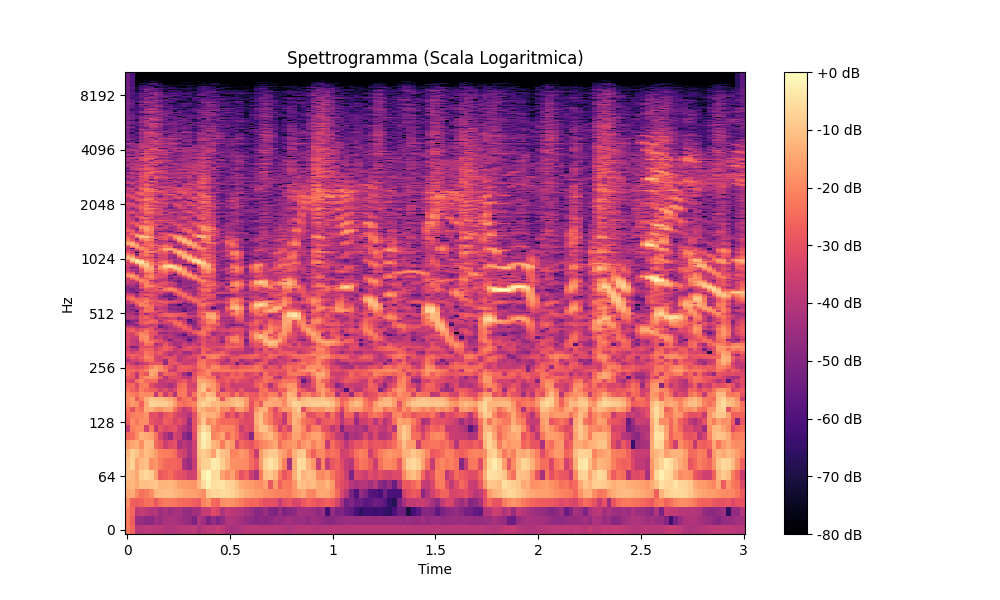 Spettrogramma (Scala Logaritmica)
8192
4096
2048
1024
512
256
128
64
0
Hz
0
0.5
1
1.5
2
2.5
3
Time
+0 dB
-10 dB
-20 dB
-30 dB
-40 dB
-50 dB
-60 dB
-70 dB
-80 dB